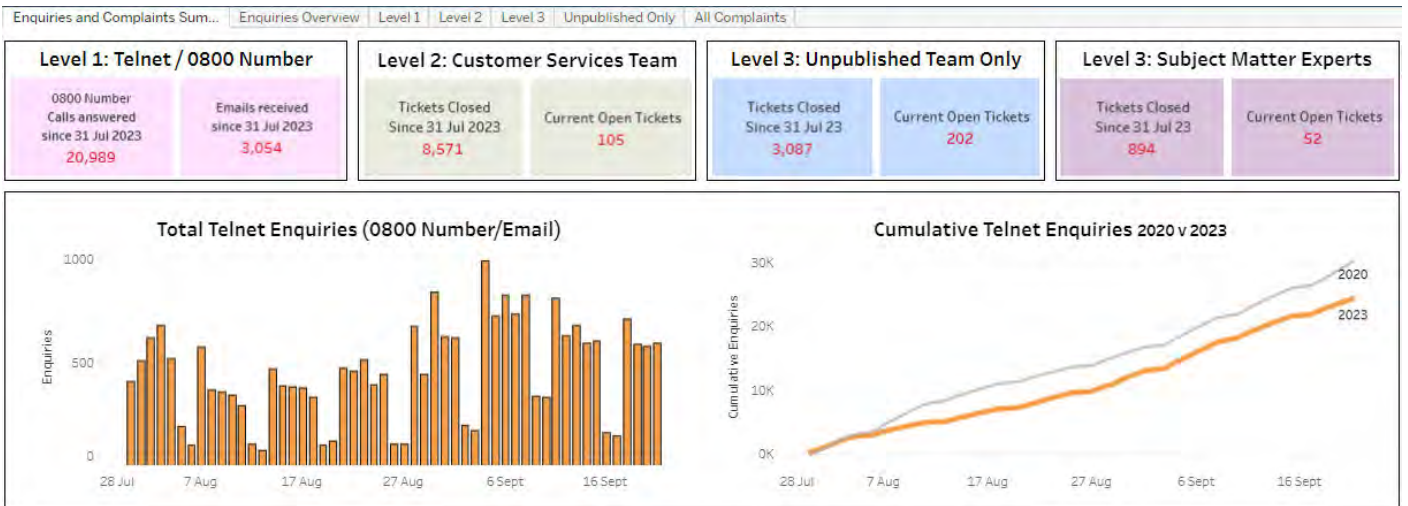 Enquiries and Complaints Sum...
Enquiries Overview
Level 1
Level 2
Level 3
Unpublished Only
All Complaints
Level 1: Telnet / 0800 Number
0800 Number
Calls answered
since 31 Jul 2023
20,989
Emails received
since 31 Jul 2023
3,054
Level 2: Customer Services Team
Tickets Closed
Since 31 Jul 2023
8,571
Current Open Tickets
105
Level 3: Unpublished Team Only
Tickets Closed
Since 31 Jul 23
3,087
Current Open Tickets
202
Level 3: Subject Matter Experts
Tickets Closed
Since 31 Jul 23
894
Current Open Tickets
52
Total Telnet Enquiries (0800 Number/Email)
Enquiries
1000
500
0
28 Jul
7 Aug
17 Aug
27 Aug
6 Sept
16 Sept
Cumulative Telnet Enquiries 2020 v 2023
Cumulative Enquiries
30K
20K
10K
0K
2020
2023
28 Jul
7 Aug
17 Aug
27 Aug
6 Sept
16 Sept